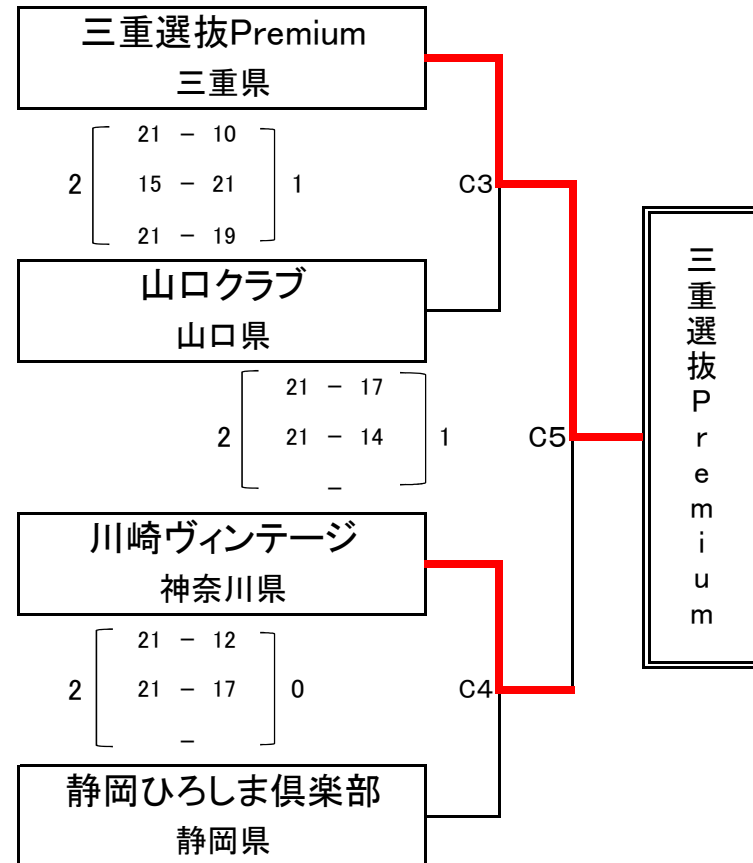 三重選抜Premium
三重県
21 － 10
2 15 － 21 1 C3
21 － 19
山口クラブ
山口県
21 － 17
2 21 － 14 1 C5
－
川崎ヴィンテージ
神奈川県
21 － 12
2 21 － 17 0 C4
－
静岡ひろしま倶楽部
静岡県
三重選抜Premium